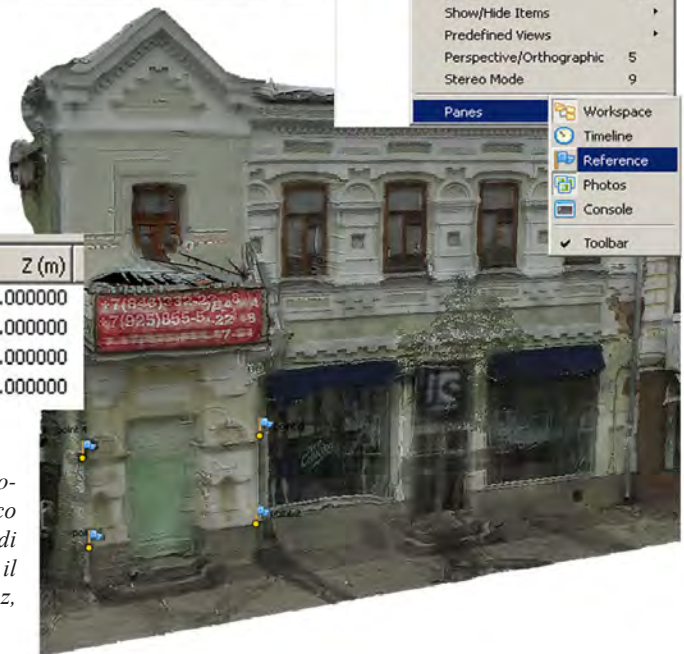 Show/Hide Items
Predefined Views
Perspective/Orthographic 5
Stereo Mode 9
Panes
Workspace
Timeline
Reference
Photos
Console
Toolbar
Z (m)
.000000
.000000
.000000
.000000
o-
co
di
il
z,